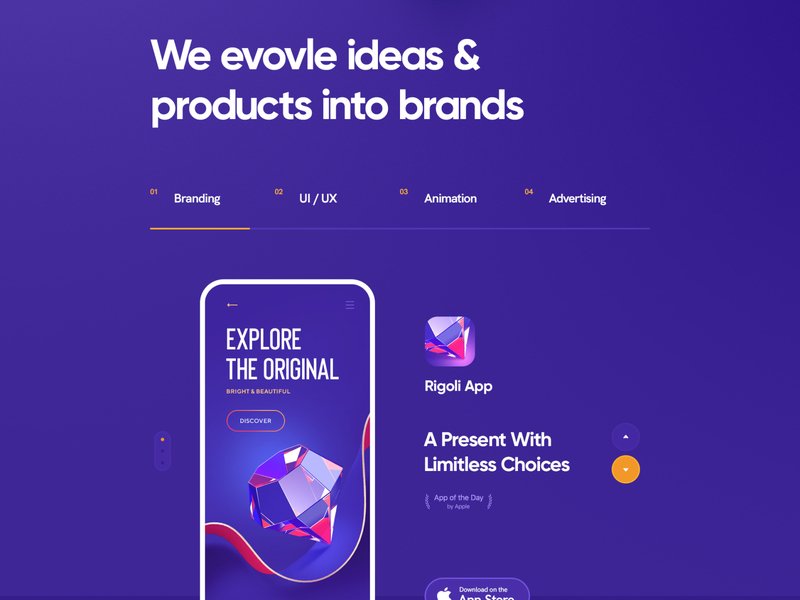 We evovle ideas &
products into brands
01 Branding
02 UI / UX
03 Animation
04 Advertising
EXPLORE
THE ORIGINAL
BRIGHT & BEAUTIFUL
DISCOVER
Rigoli App
A Present With
Limitless Choices
App of the Day
by Apple
Download on the
App Store